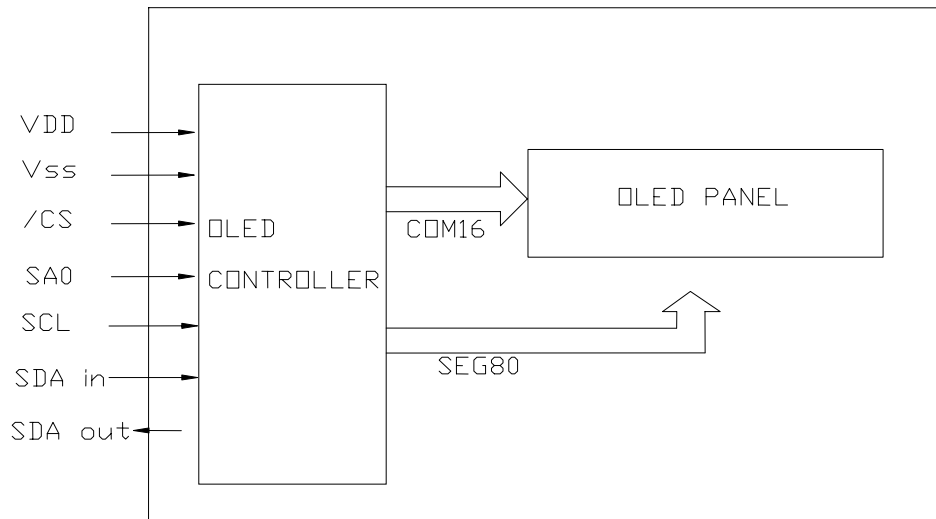 VDD
Vss
/CS
SA0
SCL
SDA in
SDA out
OLED
CONTROLLER
COM16
SEG80
OLED PANEL